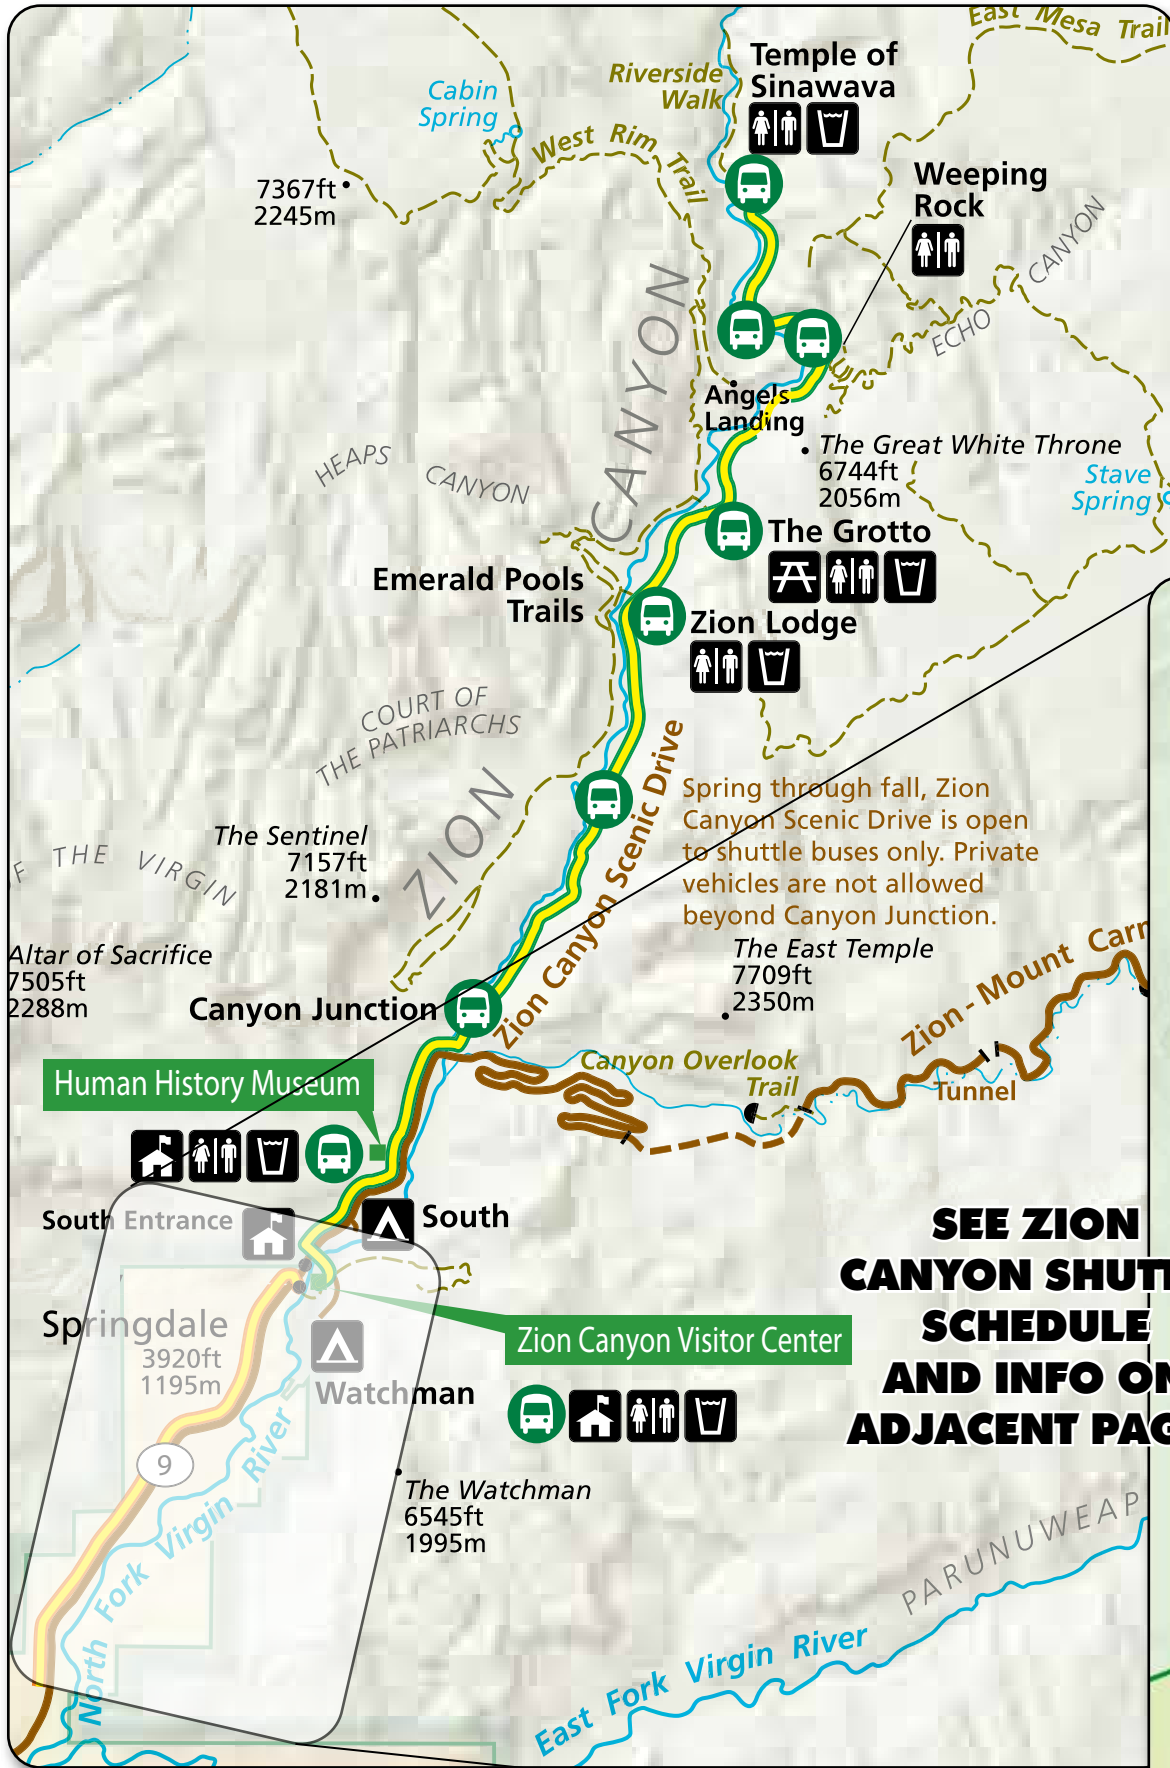 East Mesa Trail
Temple of
Sinawava
Riverside
Walk
Cabin
Spring
West Rim Trail
7367ft
2245m
Weeping
Rock
CANYON
ECHO
Angels
Landing
The Great White Throne
6744ft
2056m
Stave
Spring
HEAPS
CANYON
CANYON
The Grotto
Emerald Pools
Trails
Zion Lodge
COURT OF
THE PATRIARCHS
ZION
Zion Canyon Scenic Drive
Spring through fall, Zion
Canyon Scenic Drive is open
to shuttle buses only. Private
vehicles are not allowed
beyond Canyon Junction.
The Sentinel
7157ft
2181m
THE VIRGIN
Altar of Sacrifice
7505ft
2288m
The East Temple
7709ft
2350m
Canyon Junction
Zion-Mount Carm
Canyon Overlook
Trail
Tunnel
Human History Museum
South Entrance
South
SEE ZION
CANYON SHUTT
SCHEDULE
AND INFO ON
ADJACENT PAG
Springdale
3920ft
1195m
Zion Canyon Visitor Center
Watchman
9
The Watchman
6545ft
1995m
North Fork Virgin River
PARUNUWEAP
East Fork Virgin River